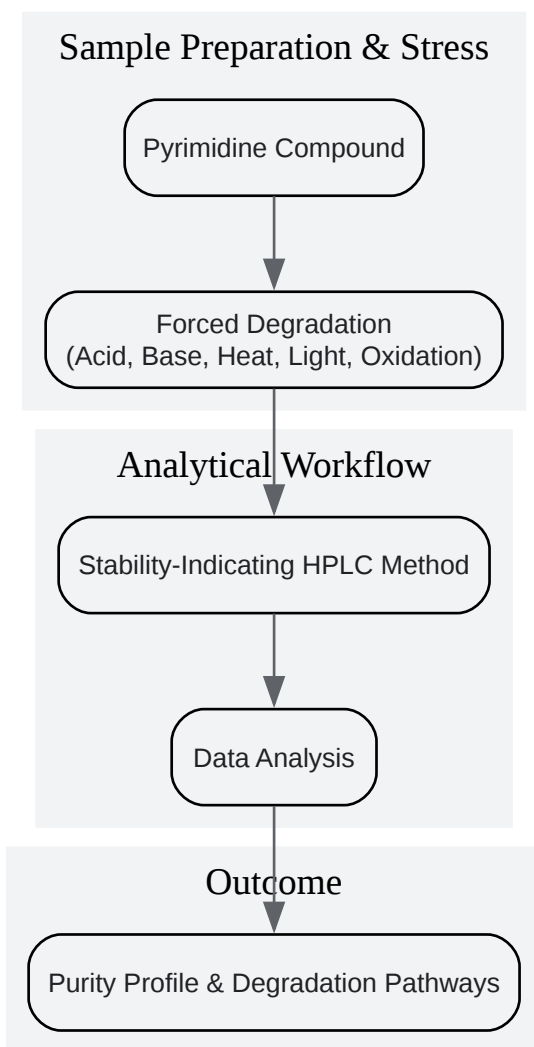 Sample Preparation & Stress
Pyrimidine Compound
Forced Degradation
(Acid, Base, Heat, Light, Oxidation)
Analytical Workflow
Stability-Indicating HPLC Method
Data Analysis
Outcome
Purity Profile & Degradation Pathways